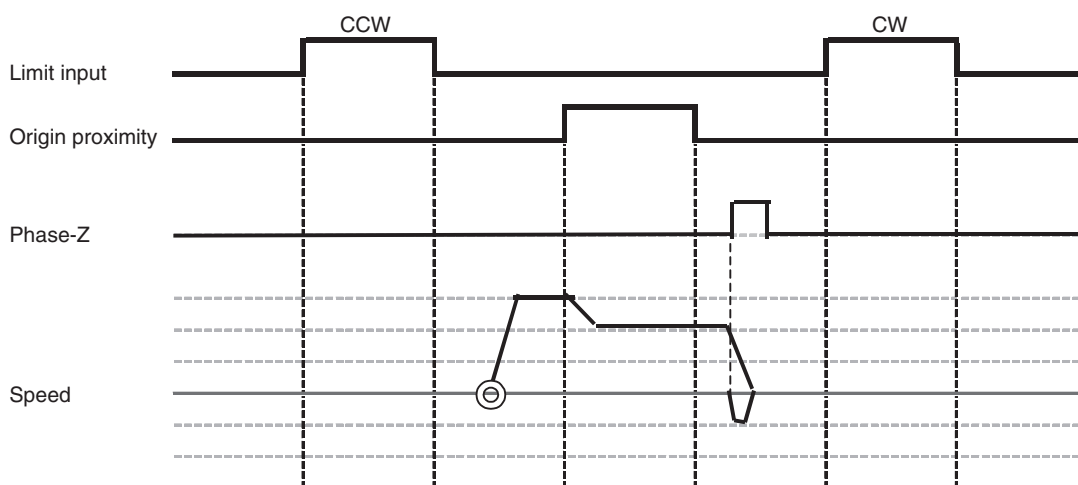 CCW
CW
Limit input
Origin proximity
Phase-Z
Speed